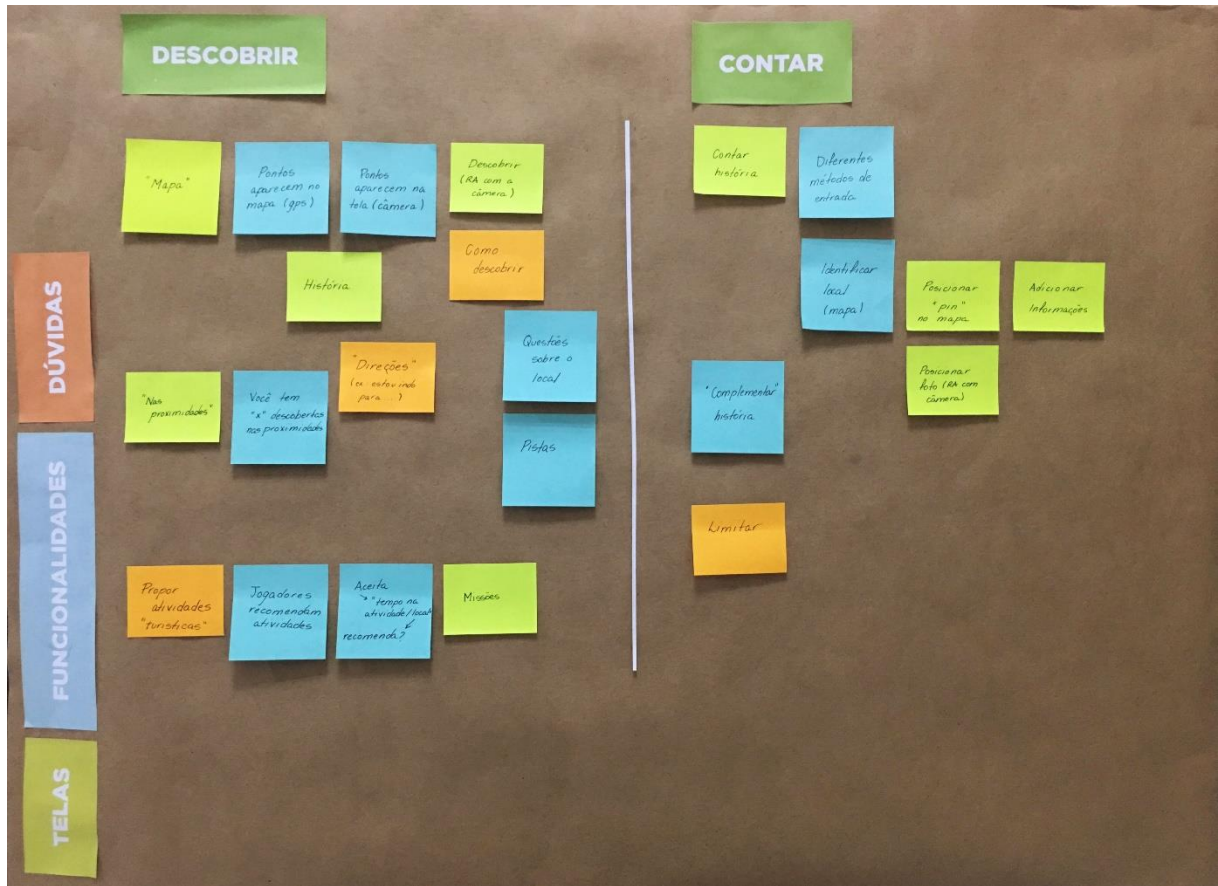 DESCOBRIR
"Mapa"
Pontos
aparecem no
mapa (gps)
Pontos
aparecem na
tela (câmera)
Descobrir
(RA com a
câmera)
História
Como
descobrir
"Direções"
(ex: estou indo
para....)
Questões
sobre o
local
"Nas
proximidades"
Você tem
"x" descobertas
nas proximidades
Pistas
Propor
atividades
"turísticas"
Jogadores
recomendam
atividades
Aceita
"tempo na
atividade/local
recomenda?
Missões
CONTAR
Contar
história
Diferentes
métodos de
entrada
Identificar
local
(mapa)
Posicionar
"pin"
no mapa
Adicionar
Informações
Posicionar
foto (RA com
câmera)
"Complementar"
história
Limitar
DÚVIDAS
FUNCIONALIDADES
TELAS